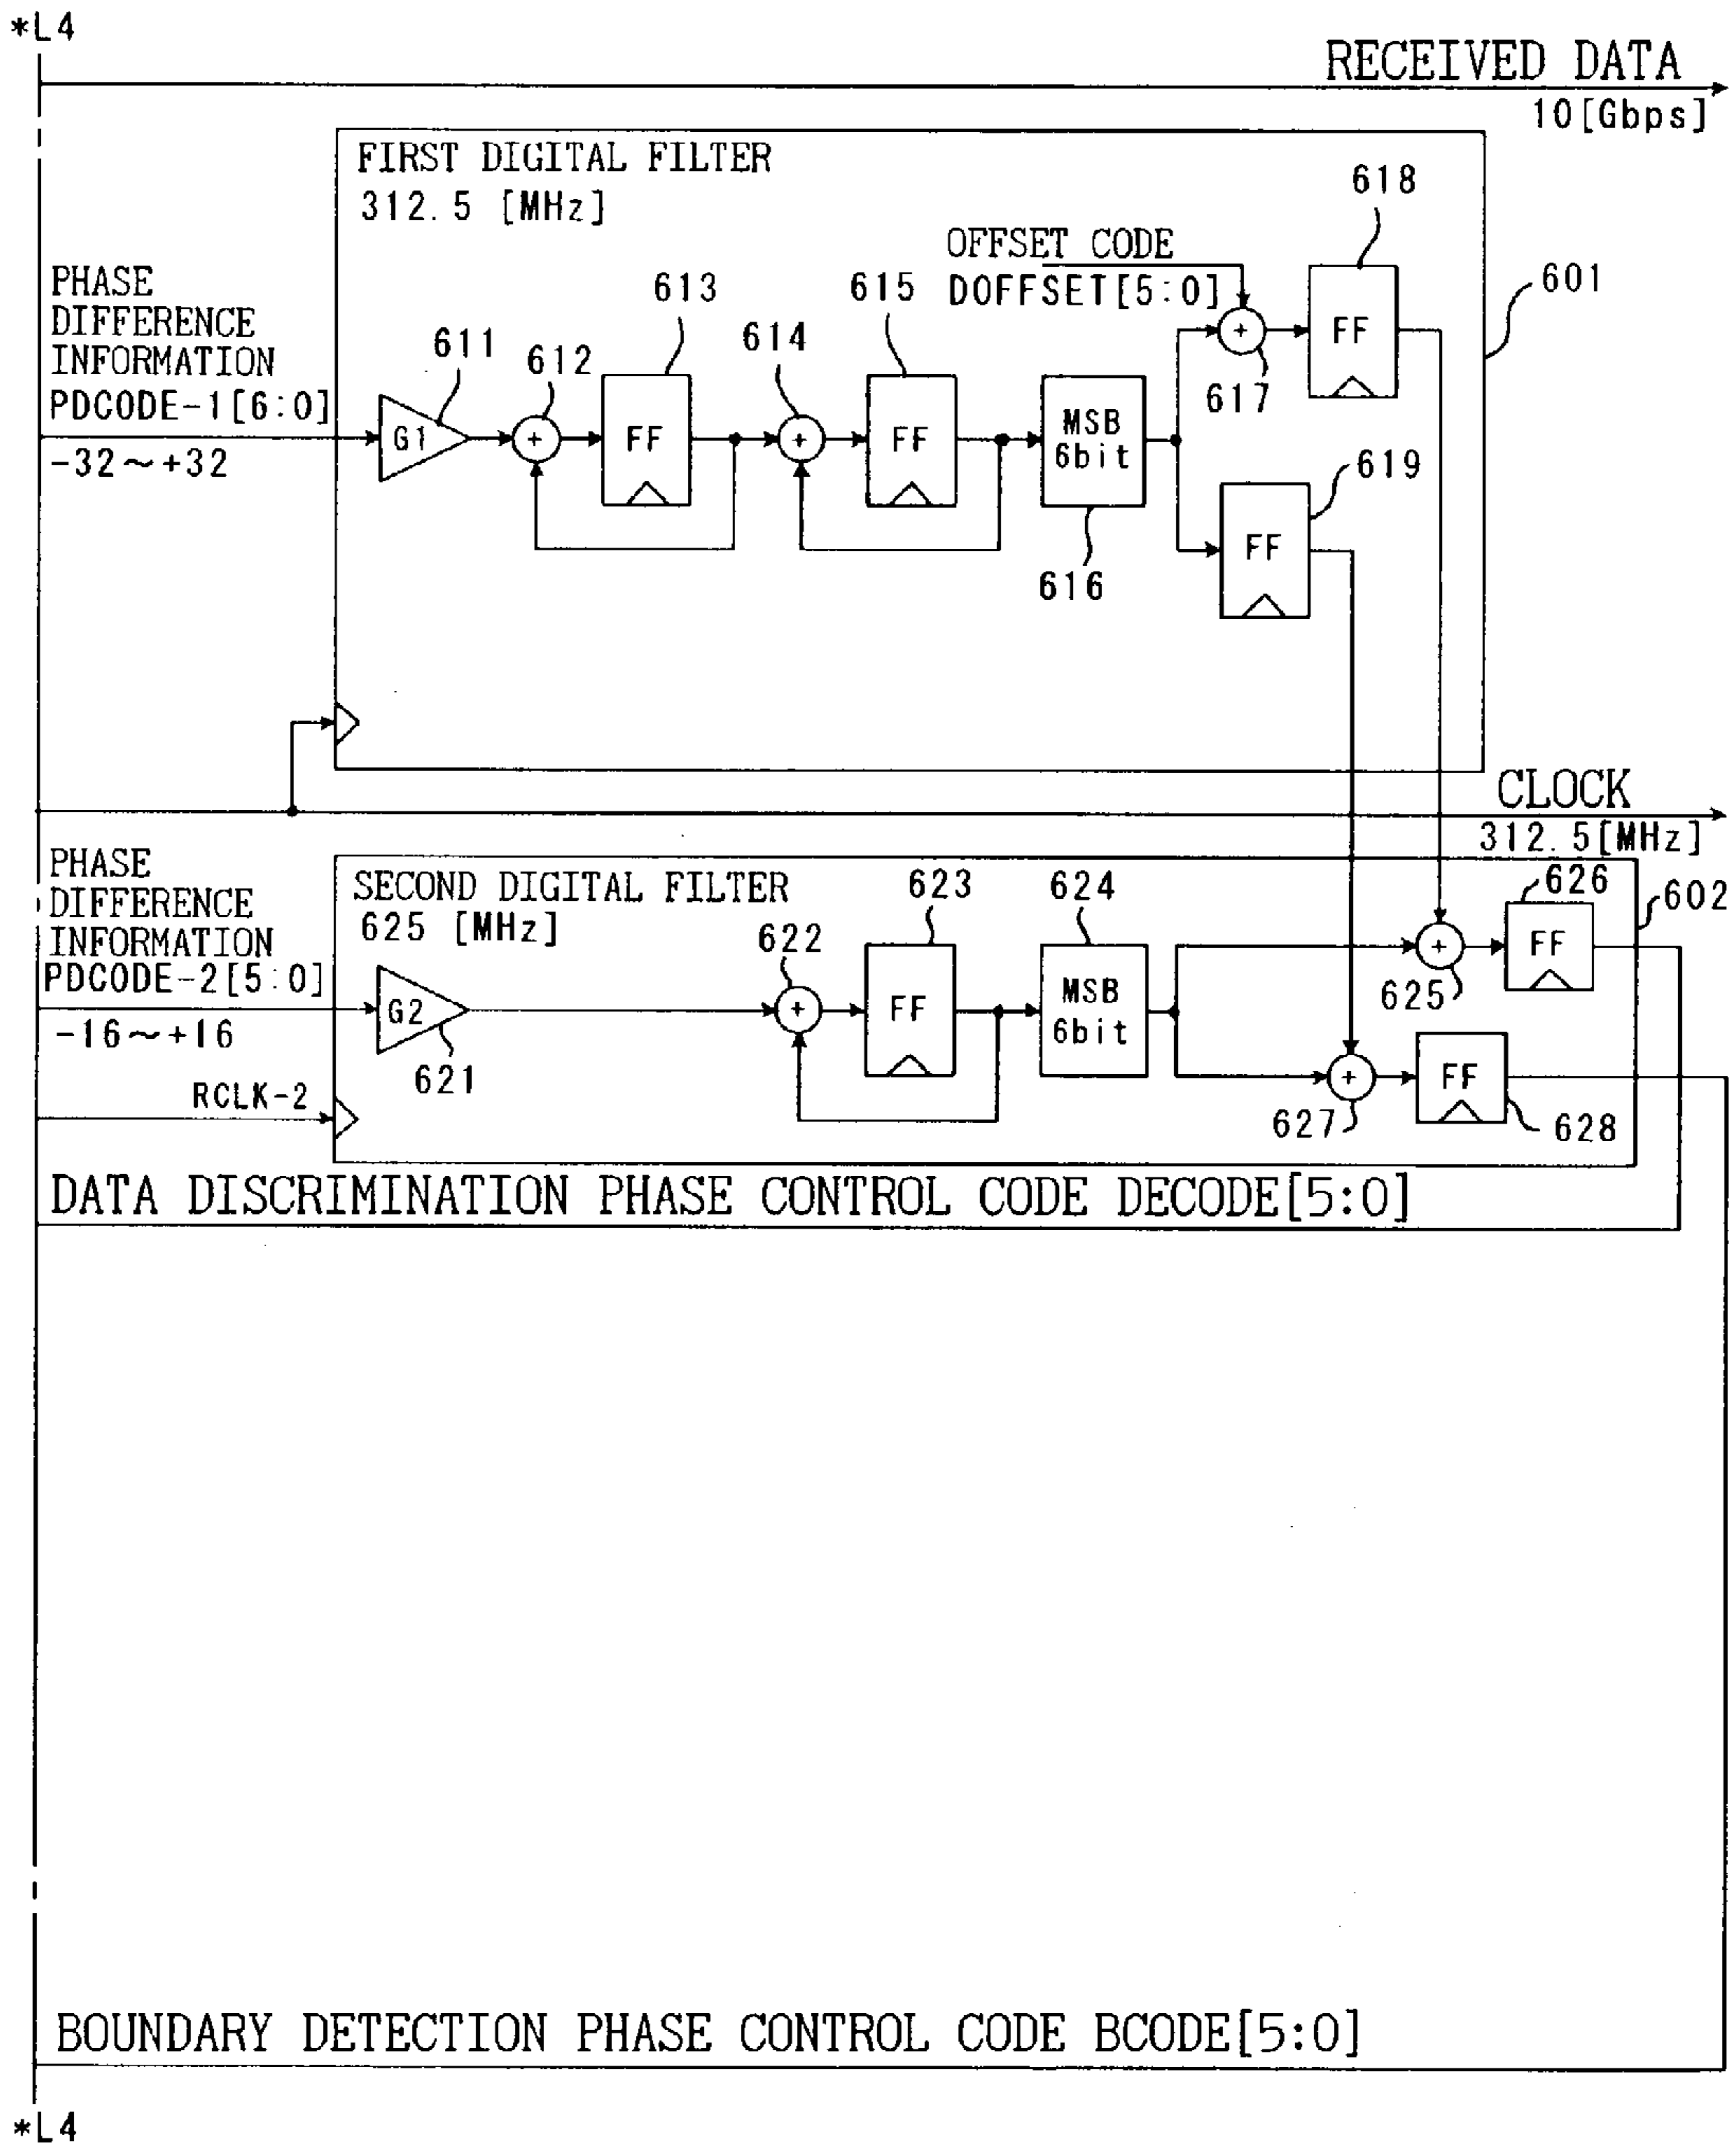 *L4
RECEIVED DATA
10[Gbps]
FIRST DIGITAL FILTER
312.5 [MHz]
618
OFFSET CODE
DOFFSET[5:0]
601
PHASE
DIFFERENCE
INFORMATION
PDCODE-1[6:0]
-32~+32
611
612
613
614
615
G1
+
FF
+
FF
MSB
6bit
+
617
FF
616
619
FF
CLOCK
312.5[MHz]
PHASE
DIFFERENCE
INFORMATION
PDCODE-2[5:0]
-16~+16
SECOND DIGITAL FILTER
625 [MHz]
622
623
624
626
602
G2
621
+
FF
MSB
6bit
+
625
FF
+
627
FF
628
RCLK-2
DATA DISCRIMINATION PHASE CONTROL CODE DECODE[5:0]
BOUNDARY DETECTION PHASE CONTROL CODE BCODE[5:0]
*L4